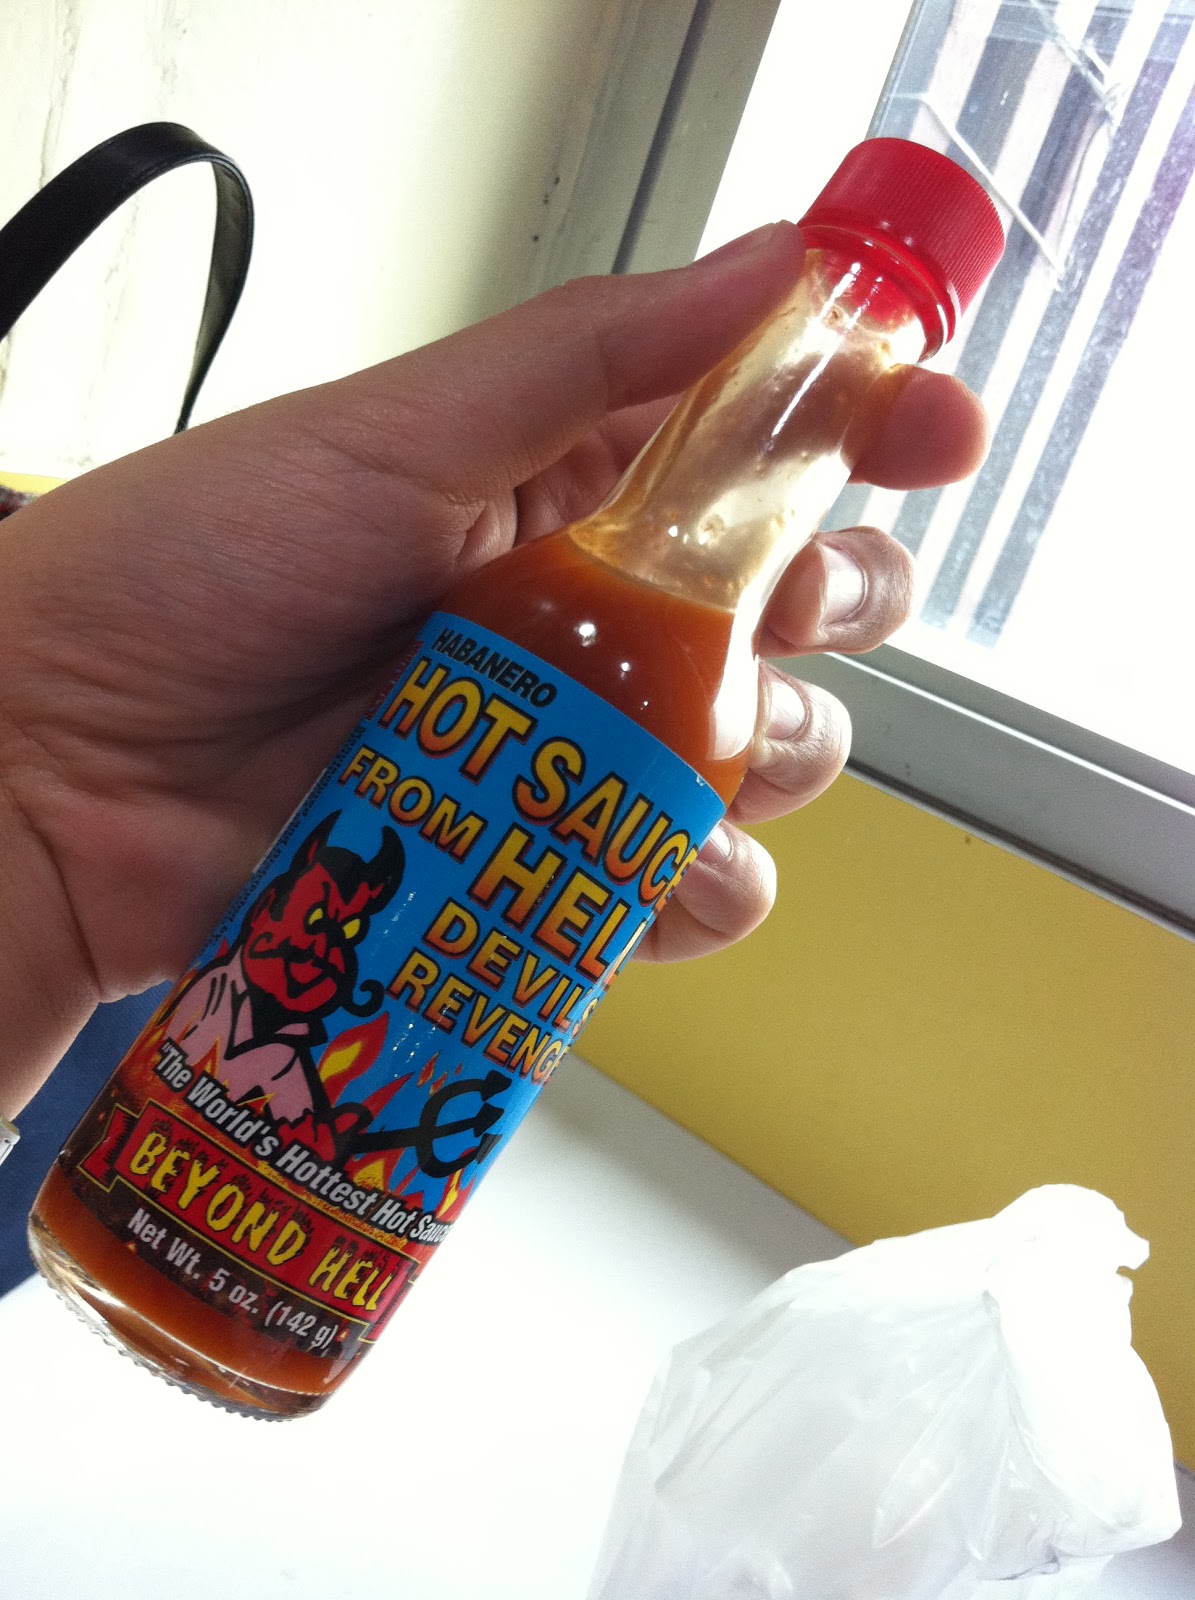 HABANERO
HOT SAUCE
FROM HELL
DEVIL'S
REVENGE
"The World's Hottest Hot Sauce
BEYOND HELL
Net Wt. 5 oz. (142 g)